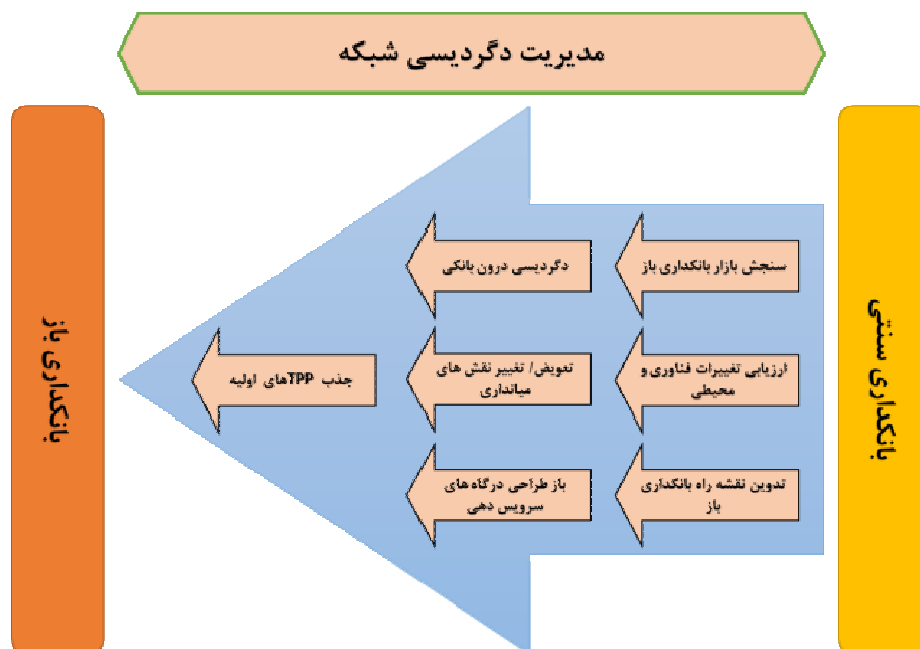 مدیریت دگردیسی شبکه
بانکداری سنتی
سنجش بازار بانکداری باز
ارزیابی تغییرات فناوری و
محیطی
تدوین نقشه راه بانکداری
باز
دگردیسی درون بانکی
تعویض/ تغییر نقش های
میانداری
باز طراحی درگاه های
سرویس دهی
جذب TPPهای اولیه
بانکداری باز